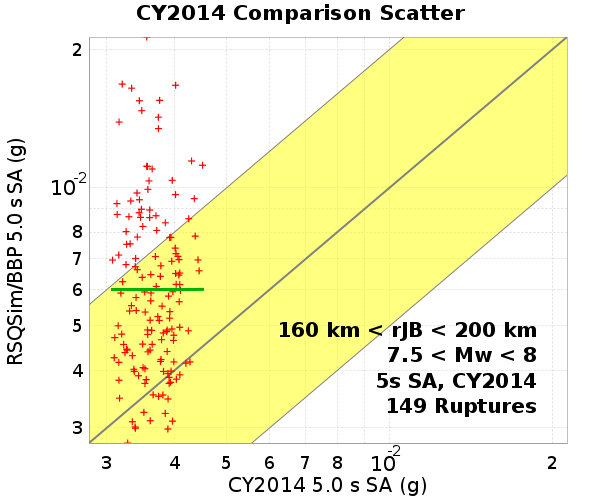 CY2014 Comparison Scatter
RSQSim/BBP 5.0 s SA (g)
2
10-2
8
7
6
5
4
3
160 km < rJB < 200 km
7.5 < Mw < 8
5s SA, CY2014
149 Ruptures
3 4 5 6 7 8 10-2 2
CY2014 5.0 s SA (g)